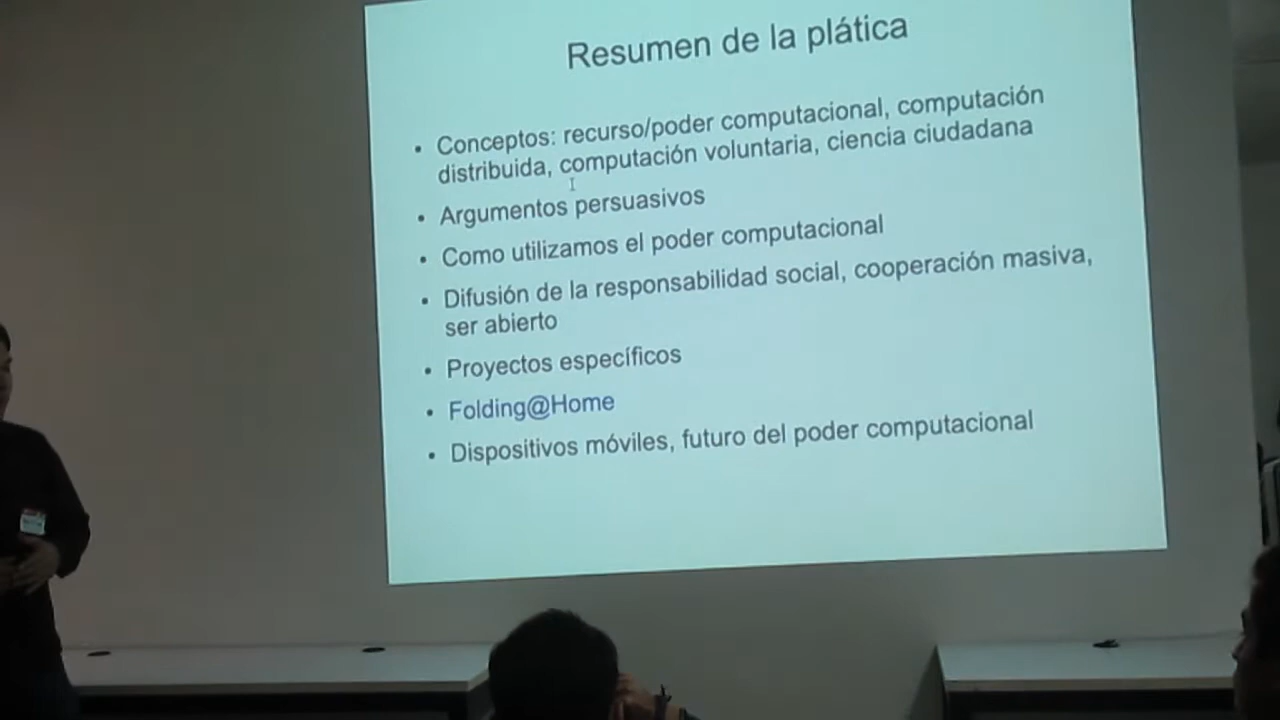 Resumen de la plática
• Conceptos: recurso/poder computacional, computación
distribuida, computación voluntaria, ciencia ciudadana
• Argumentos persuasivos
• Como utilizamos el poder computacional
• Difusión de la responsabilidad social, cooperación masiva,
ser abierto
• Proyectos específicos
• Folding@Home
• Dispositivos móviles, futuro del poder computacional